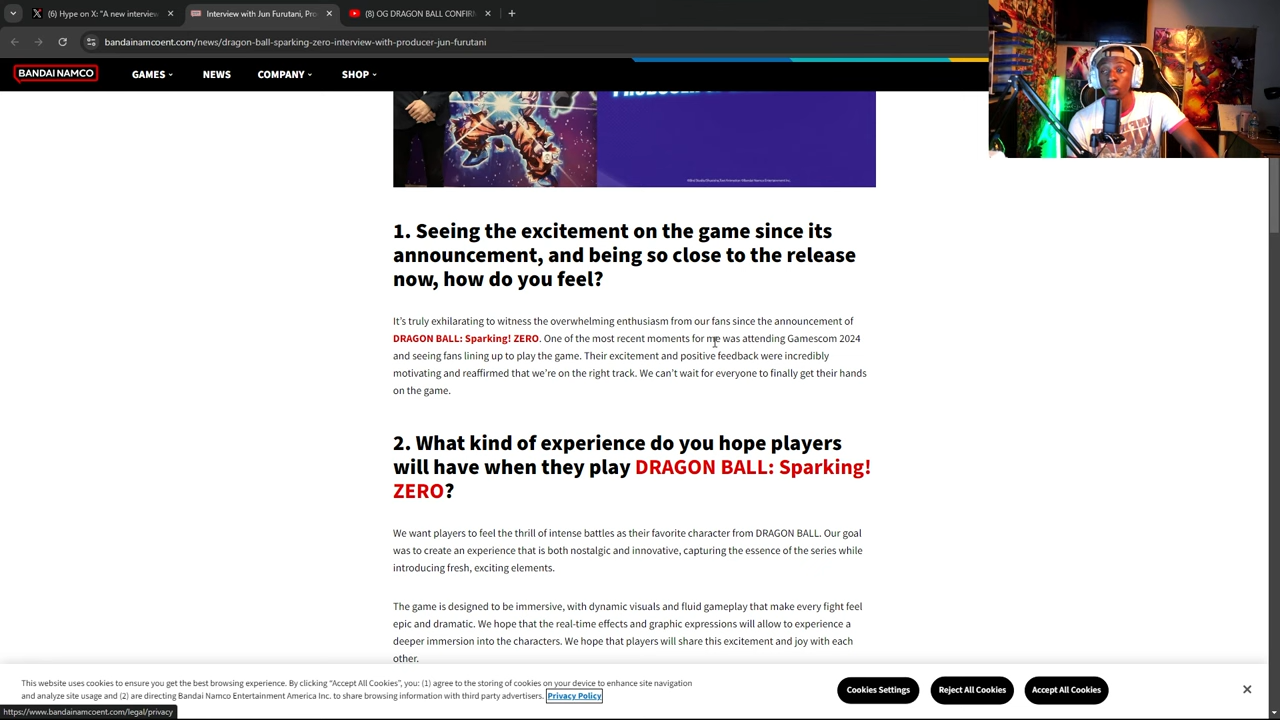 (6) Hype on X: "A new interview
Interview with Jun Furutani, Pro
(8) OG DRAGON BALL CONFIRM
bandainamcoent.com/news/dragon-ball-sparking-zero-interview-with-producer-jun-furutani
BANDAI NAMCO
GAMES
NEWS
COMPANY
SHOP
1. Seeing the excitement on the game since its
announcement, and being so close to the release
now, how do you feel?
It's truly exhilarating to witness the overwhelming enthusiasm from our fans since the announcement of
DRAGON BALL: Sparking! ZERO. One of the most recent moments for me was attending Gamescom 2024
and seeing fans lining up to play the game. Their excitement and positive feedback were incredibly
motivating and reaffirmed that we're on the right track. We can't wait for everyone to finally get their hands
on the game.
2. What kind of experience do you hope players
will have when they play DRAGON BALL: Sparking!
ZERO?
We want players to feel the thrill of intense battles as their favorite character from DRAGON BALL. Our goal
was to create an experience that is both nostalgic and innovative, capturing the essence of the series while
introducing fresh, exciting elements.
The game is designed to be immersive, with dynamic visuals and fluid gameplay that make every fight feel
epic and dramatic. We hope that the real-time effects and graphic expressions will allow to experience a
deeper immersion into the characters. We hope that players will share this excitement and joy with each
other.
This website uses cookies to ensure you get the best browsing experience. By clicking "Accept All Cookies", you: (1) agree to the storing of cookies on your device to enhance site navigation
and analyze site usage and (2) are directing Bandai Namco Entertainment America Inc. to share browsing information with third party advertisers. Privacy Policy
Cookies Settings
Reject All Cookies
Accept All Cookies
https://www.bandainamcoent.com/legal/privacy